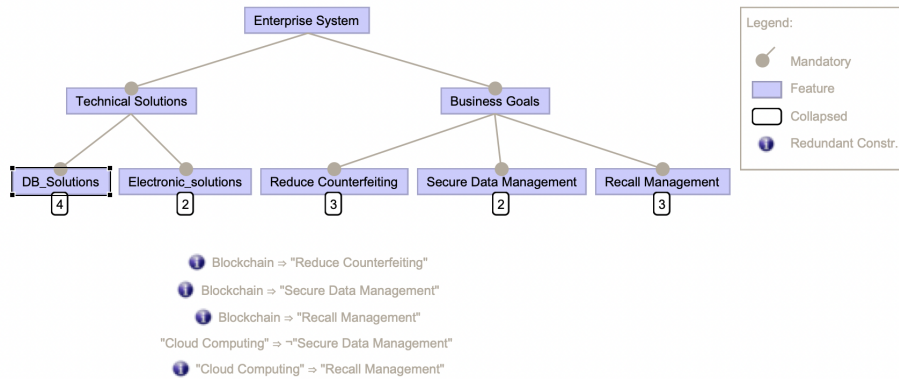 Enterprise System
Legend:
Mandatory
Feature
Collapsed
Redundant Constr.
Technical Solutions
Business Goals
DB_Solutions
Electronic_solutions
Reduce Counterfeiting
Secure Data Management
Recall Management
4
2
3
2
3
Blockchain ⇒ "Reduce Counterfeiting"
Blockchain ⇒ "Secure Data Management"
Blockchain ⇒ "Recall Management"
"Cloud Computing" ⇒ ¬"Secure Data Management"
"Cloud Computing" ⇒ "Recall Management"